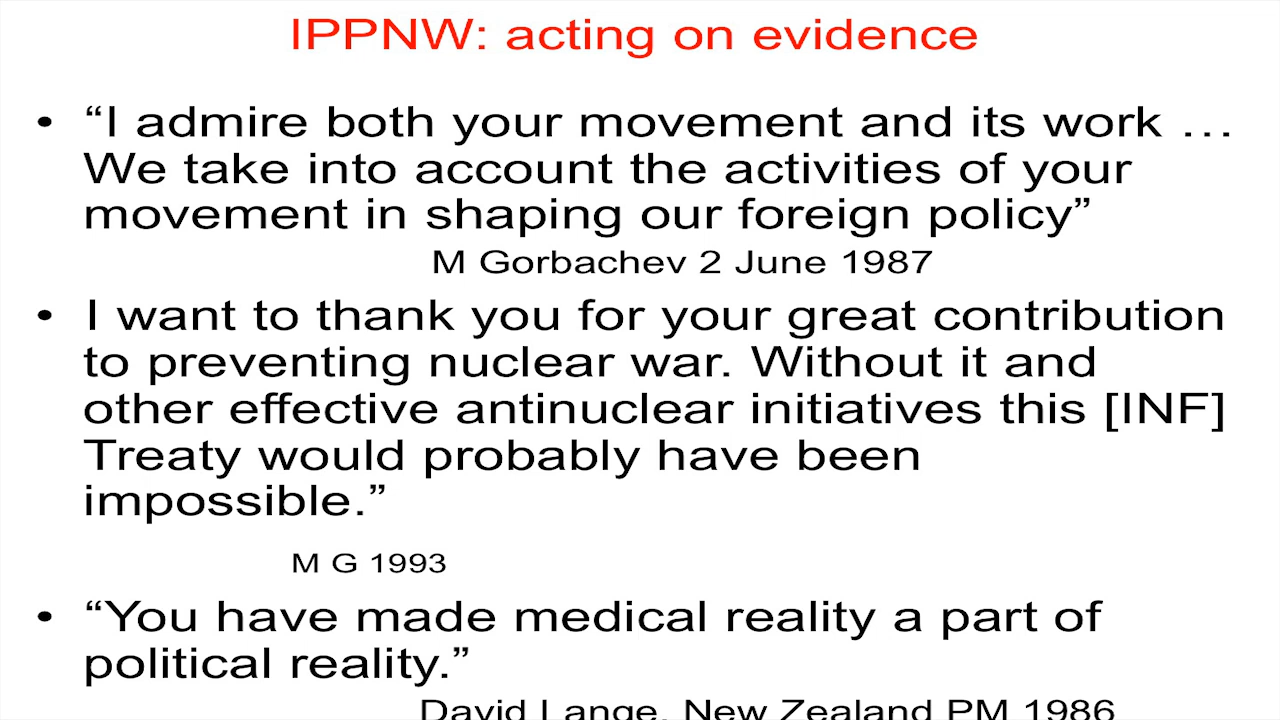 IPPNW: acting on evidence
• “I admire both your movement and its work …
We take into account the activities of your
movement in shaping our foreign policy”
M Gorbachev 2 June 1987
• I want to thank you for your great contribution
to preventing nuclear war. Without it and
other effective antinuclear initiatives this [INF]
Treaty would probably have been
impossible.”
M G 1993
• “You have made medical reality a part of
political reality.”
David Lange, New Zealand PM 1986